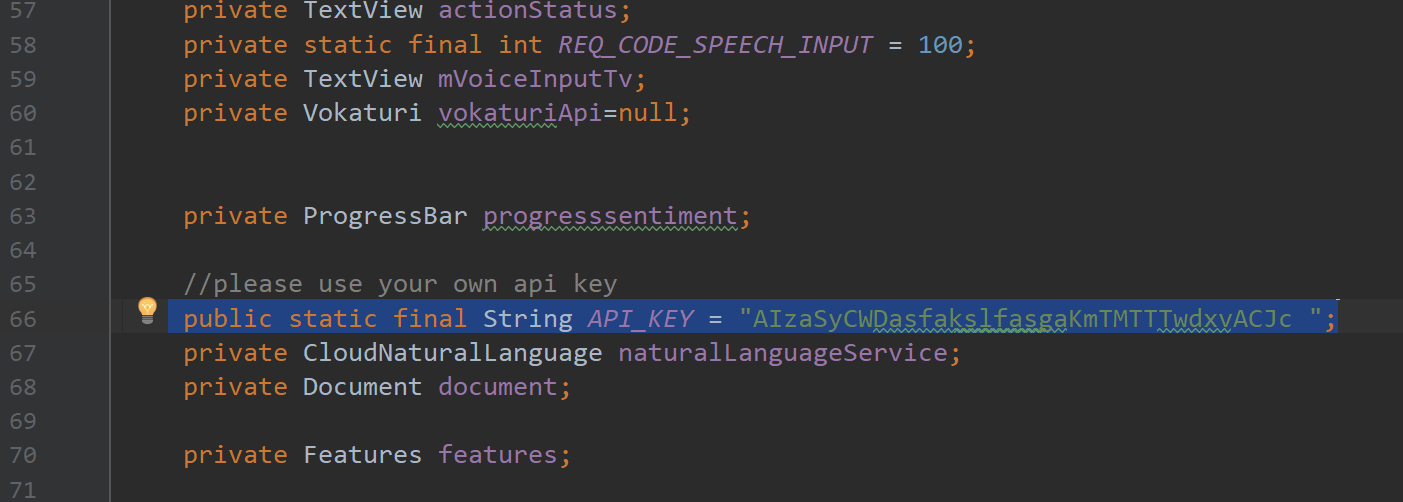 57 private TextView actionStatus;
58 private static final int REQ_CODE_SPEECH_INPUT = 100;
59 private TextView mVoiceInputTv;
60 private Vokaturi vokaturiApi=null;
61
62
63 private ProgressBar progresssentiment;
64
65 //please use your own api key
66 public static final String API_KEY = "AIzaSyCWDasfakslfasgaKmTMTTTwdxvACJc ";
67 private CloudNaturalLanguage naturalLanguageService;
68 private Document document;
69
70 private Features features;
71